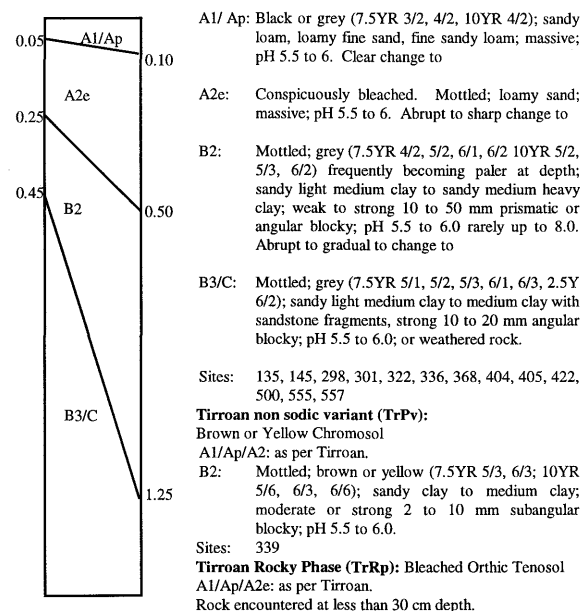 0.05
A1/Ap
0.10
A2e
0.25
0.45
B2
0.50
B3/C
1.25
A1/ Ap: Black or grey (7.5YR 3/2, 4/2, 10YR 4/2); sandy
loam, loamy fine sand, fine sandy loam; massive;
pH 5.5 to 6. Clear change to
A2e: Conspicuously bleached. Mottled; loamy sand;
massive; pH 5.5 to 6. Abrupt to sharp change to
B2: Mottled; grey (7.5YR 4/2, 5/2, 6/1, 6/2 10YR 5/2,
5/3, 6/2) frequently becoming paler at depth;
sandy light medium clay to sandy medium heavy
clay; weak to strong 10 to 50 mm prismatic or
angular blocky; pH 5.5 to 6.0 rarely up to 8.0.
Abrupt to gradual to change to
B3/C: Mottled; grey (7.5YR 5/1, 5/2, 5/3, 6/1, 6/3, 2.5Y
6/2); sandy light medium clay to medium clay with
sandstone fragments, strong 10 to 20 mm angular
blocky; pH 5.5 to 6.0; or weathered rock.
Sites: 135, 145, 298, 301, 322, 336, 368, 404, 405, 422,
500, 555, 557
Tirroan non sodic variant (TrPv):
Brown or Yellow Chromosol
A1/Ap/A2: as per Tirroan.
B2: Mottled; brown or yellow (7.5YR 5/3, 6/3; 10YR
5/6, 6/3, 6/6); sandy clay to medium clay;
moderate or strong 2 to 10 mm subangular
blocky; pH 5.5 to 6.0.
Sites: 339
Tirroan Rocky Phase (TrRp): Bleached Orthic Tenosol
A1/Ap/A2e: as per Tirroan.
Rock encountered at less than 30 cm depth.